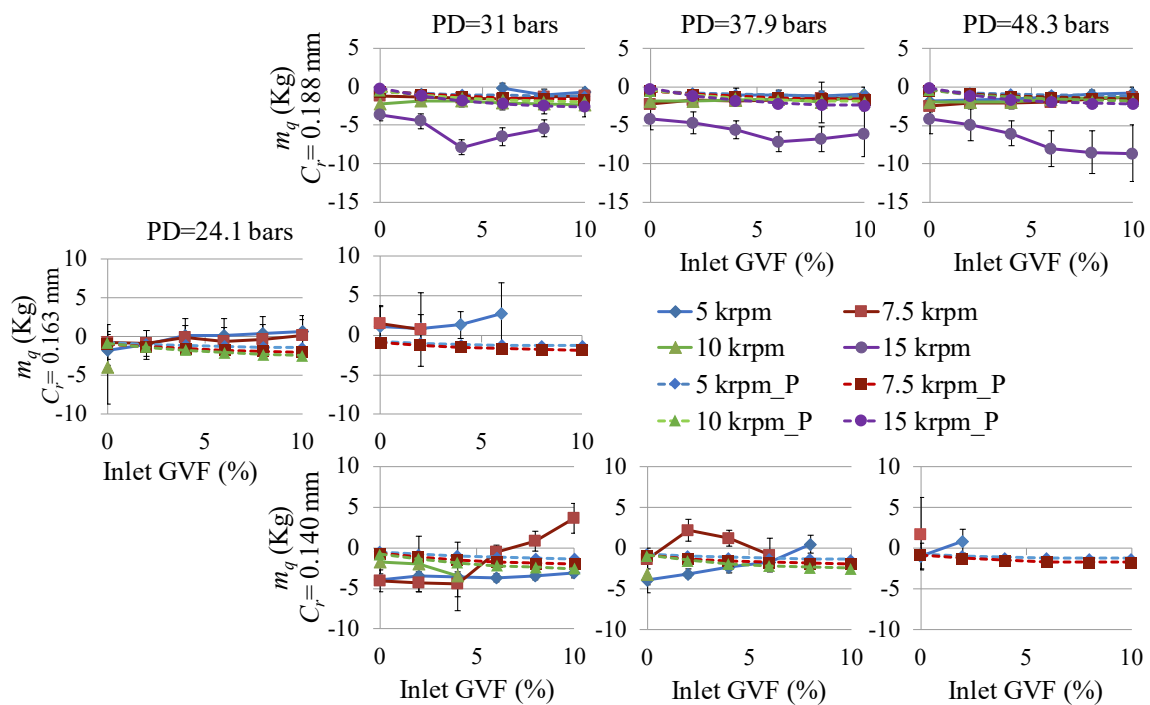 PD=31 bars PD=37.9 bars PD=48.3 bars
m_q (Kg)
C_r= 0.188 mm
5 5 5
0 0 0
-5 -5 -5
-10 -10 -10
-15 -15 -15
0 5 10 0 5 10 0 5 10
Inlet GVF (%) Inlet GVF (%)
PD=24.1 bars
m_q (Kg)
C_r= 0.163 mm
10 10
5 5
0 0
-5 -5
-10 -10
0 5 10 0 5 10
Inlet GVF (%)
5 krpm 7.5 krpm
10 krpm 15 krpm
5 krpm_P 7.5 krpm_P
10 krpm_P 15 krpm_P
m_q (Kg)
C_r= 0.140 mm
10 10 10
5 5 5
0 0 0
-5 -5 -5
-10 -10 -10
0 5 10 0 5 10 0 5 10
Inlet GVF (%) Inlet GVF (%) Inlet GVF (%)